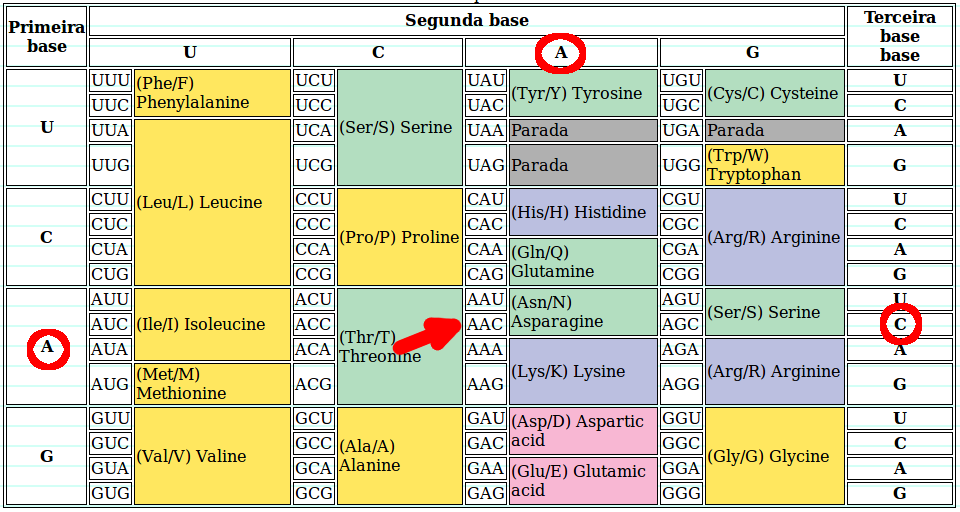 Primeira base
Segunda base
Terceira base base
U
C
A
G
U
UUU (Phe/F) Phenylalanine UCU (Ser/S) Serine UAU (Tyr/Y) Tyrosine UGU (Cys/C) Cysteine U
UUC UCC UAC UGC C
UUA (Leu/L) Leucine UCA UAA Parada UGA Parada A
UUG UCG UAG Parada UGG (Trp/W) Tryptophan G
C
CUU CCU (Pro/P) Proline CAU (His/H) Histidine CGU (Arg/R) Arginine U
CUC CCC CAC CGC C
CUA CCA CAA (Gln/Q) Glutamine CGA A
CUG CCG CAG CGG G
A
AUU (Ile/I) Isoleucine ACU (Thr/T) Threonine AAU (Asn/N) Asparagine AGU (Ser/S) Serine U
AUC ACC AAC AGC C
AUA ACA AAA (Lys/K) Lysine AGA (Arg/R) Arginine A
AUG (Met/M) Methionine ACG AAG AGG G
G
GUU (Val/V) Valine GCU (Ala/A) Alanine GAU (Asp/D) Aspartic acid GGU (Gly/G) Glycine U
GUC GCC GAC GGC C
GUA GCA GAA (Glu/E) Glutamic acid GGA A
GUG GCG GAG GGG G